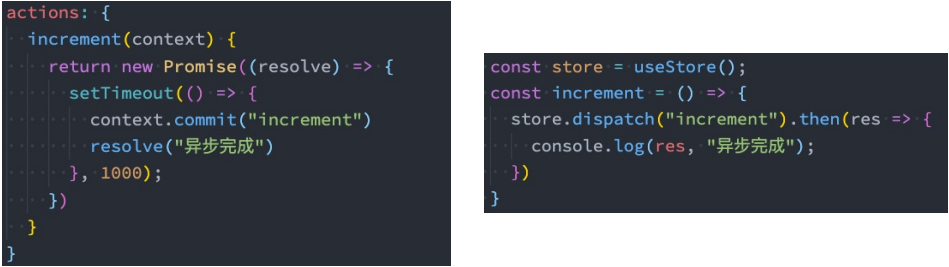 actions: {
  increment(context) {
    return new Promise((resolve) => {
      setTimeout(() => {
        context.commit("increment")
        resolve("异步完成")
      }, 1000);
    })
  }
}
const store = useStore();
const increment = () => {
  store.dispatch("increment").then(res => {
    console.log(res, "异步完成");
  })
}